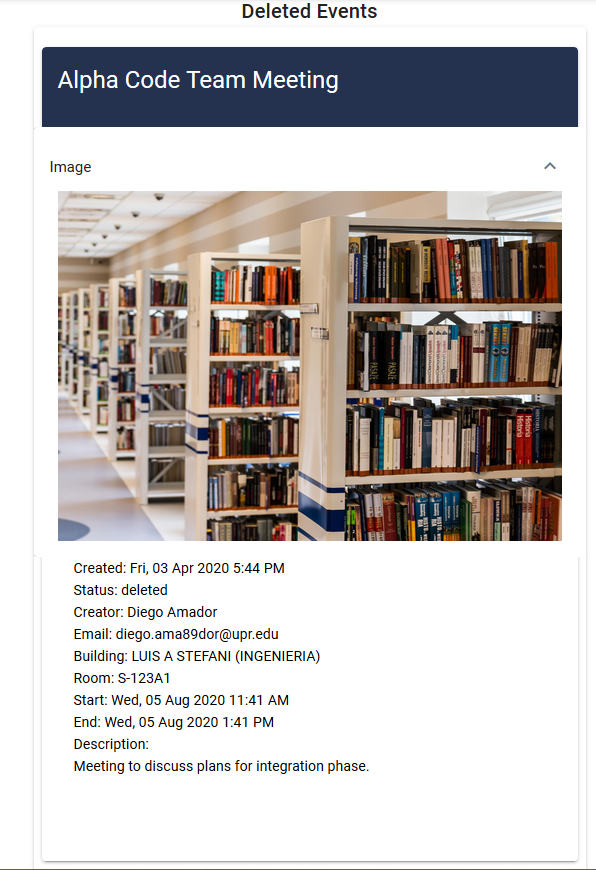 Deleted Events
Alpha Code Team Meeting
Image
Historia
Historia
Created: Fri, 03 Apr 2020 5:44 PM
Status: deleted
Creator: Diego Amador
Email: diego.ama89dor@upr.edu
Building: LUIS A STEFANI (INGENIERIA)
Room: S-123A1
Start: Wed, 05 Aug 2020 11:41 AM
End: Wed, 05 Aug 2020 1:41 PM
Description:
Meeting to discuss plans for integration phase.